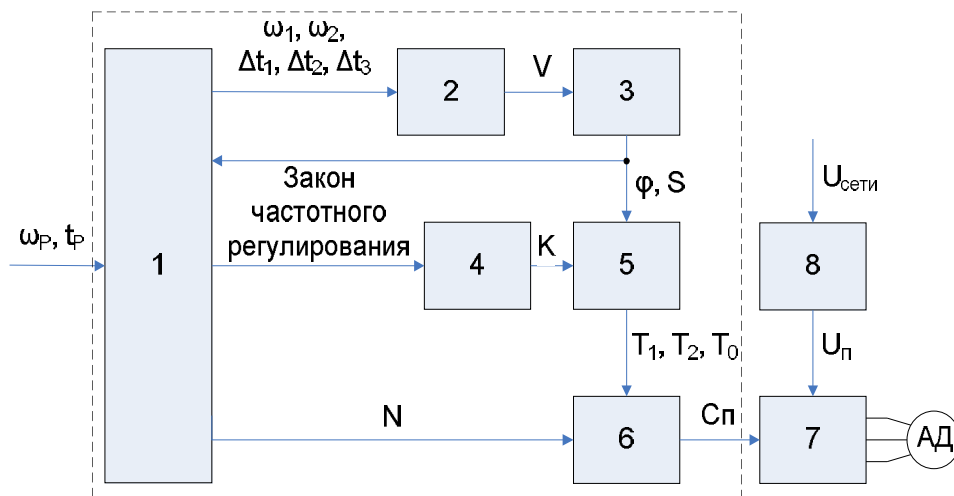 ω₁, ω₂,
Δt₁, Δt₂, Δt₃
V
2
3
φ, S
Закон
частотного
регулирования
ωₚ, tₚ
1
K
4
5
Uсети
8
T₁, T₂, T₀
Uп
N
Сп
6
7
АД